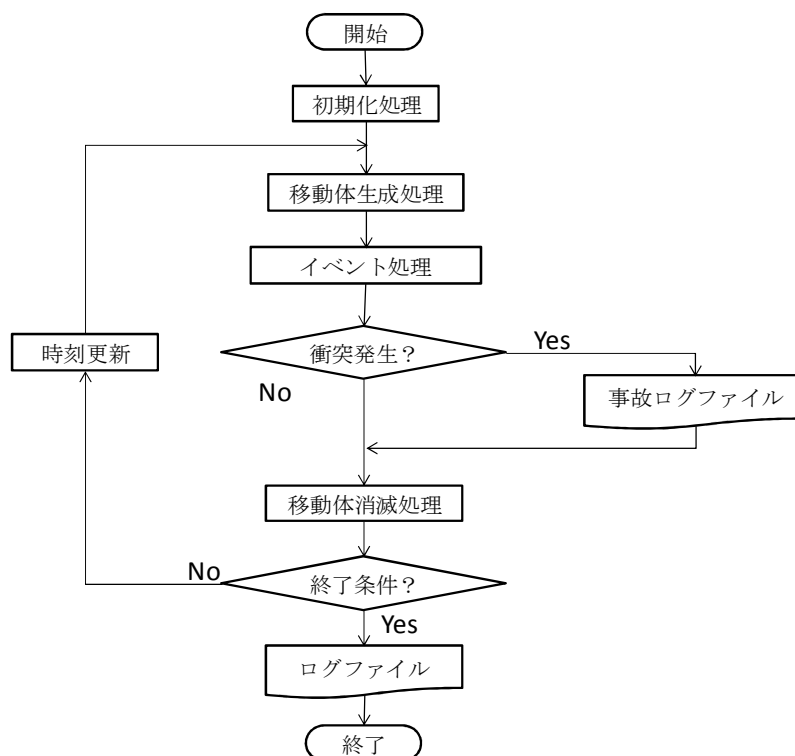 開始
初期化処理
移動体生成処理
イベント処理
時刻更新
衝突発生?
Yes
No
事故ログファイル
移動体消滅処理
No
終了条件?
Yes
ログファイル
終了